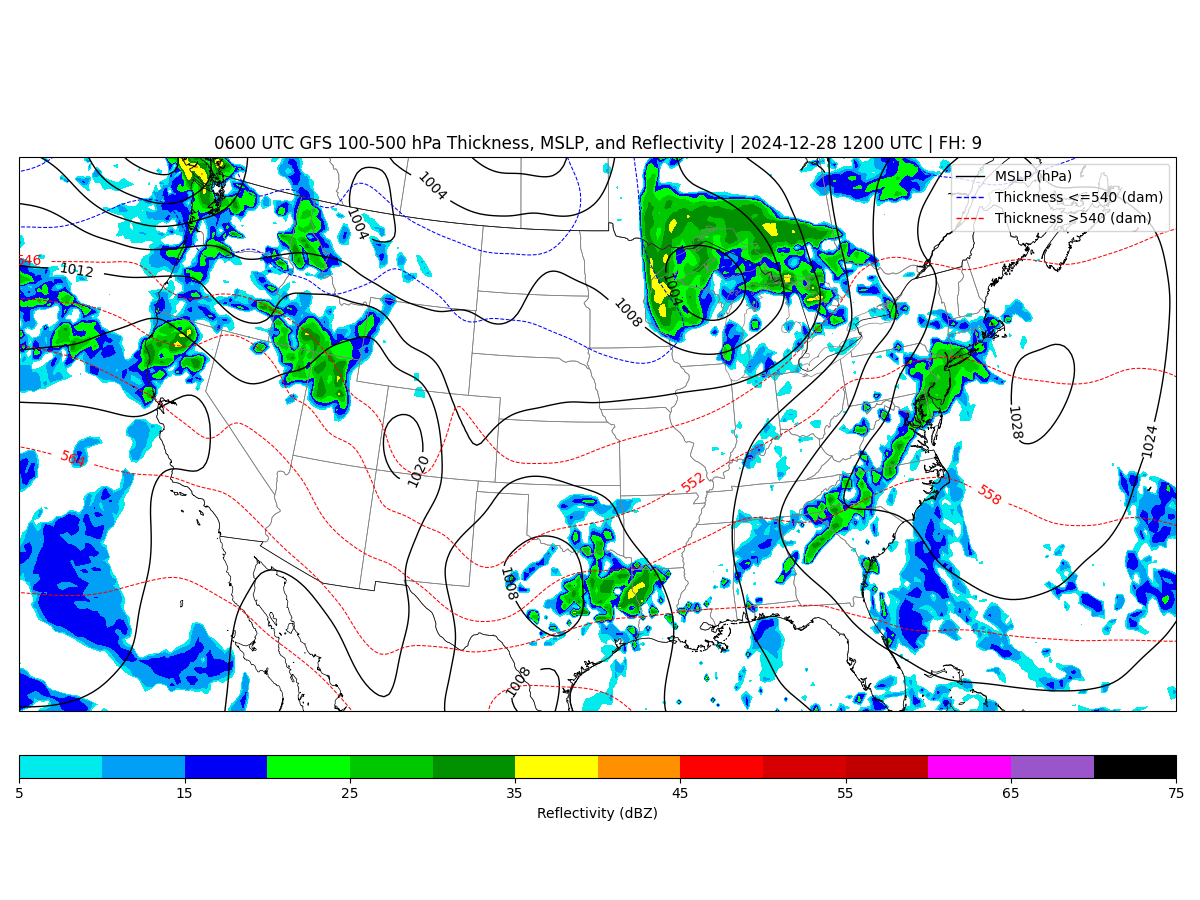 0600 UTC GFS 100-500 hPa Thickness, MSLP, and Reflectivity | 2024-12-28 1200 UTC | FH: 9
MSLP (hPa)
Thickness <=540 (dam)
Thickness >540 (dam)
1004
1004
546
1012
1004
1008
1028
1024
1020
564
552
558
1008
1008
5 15 25 35 45 55 65 75
Reflectivity (dBZ)